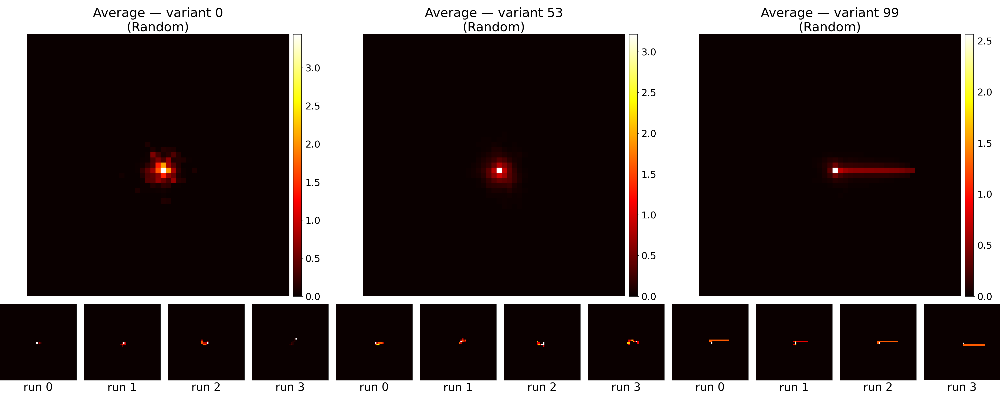 Average — variant 0
(Random)
3.0
2.5
2.0
1.5
1.0
0.5
0.0
Average — variant 53
(Random)
3.0
2.5
2.0
1.5
1.0
0.5
0.0
Average — variant 99
(Random)
2.5
2.0
1.5
1.0
0.5
0.0
run 0
run 1
run 2
run 3
run 0
run 1
run 2
run 3
run 0
run 1
run 2
run 3